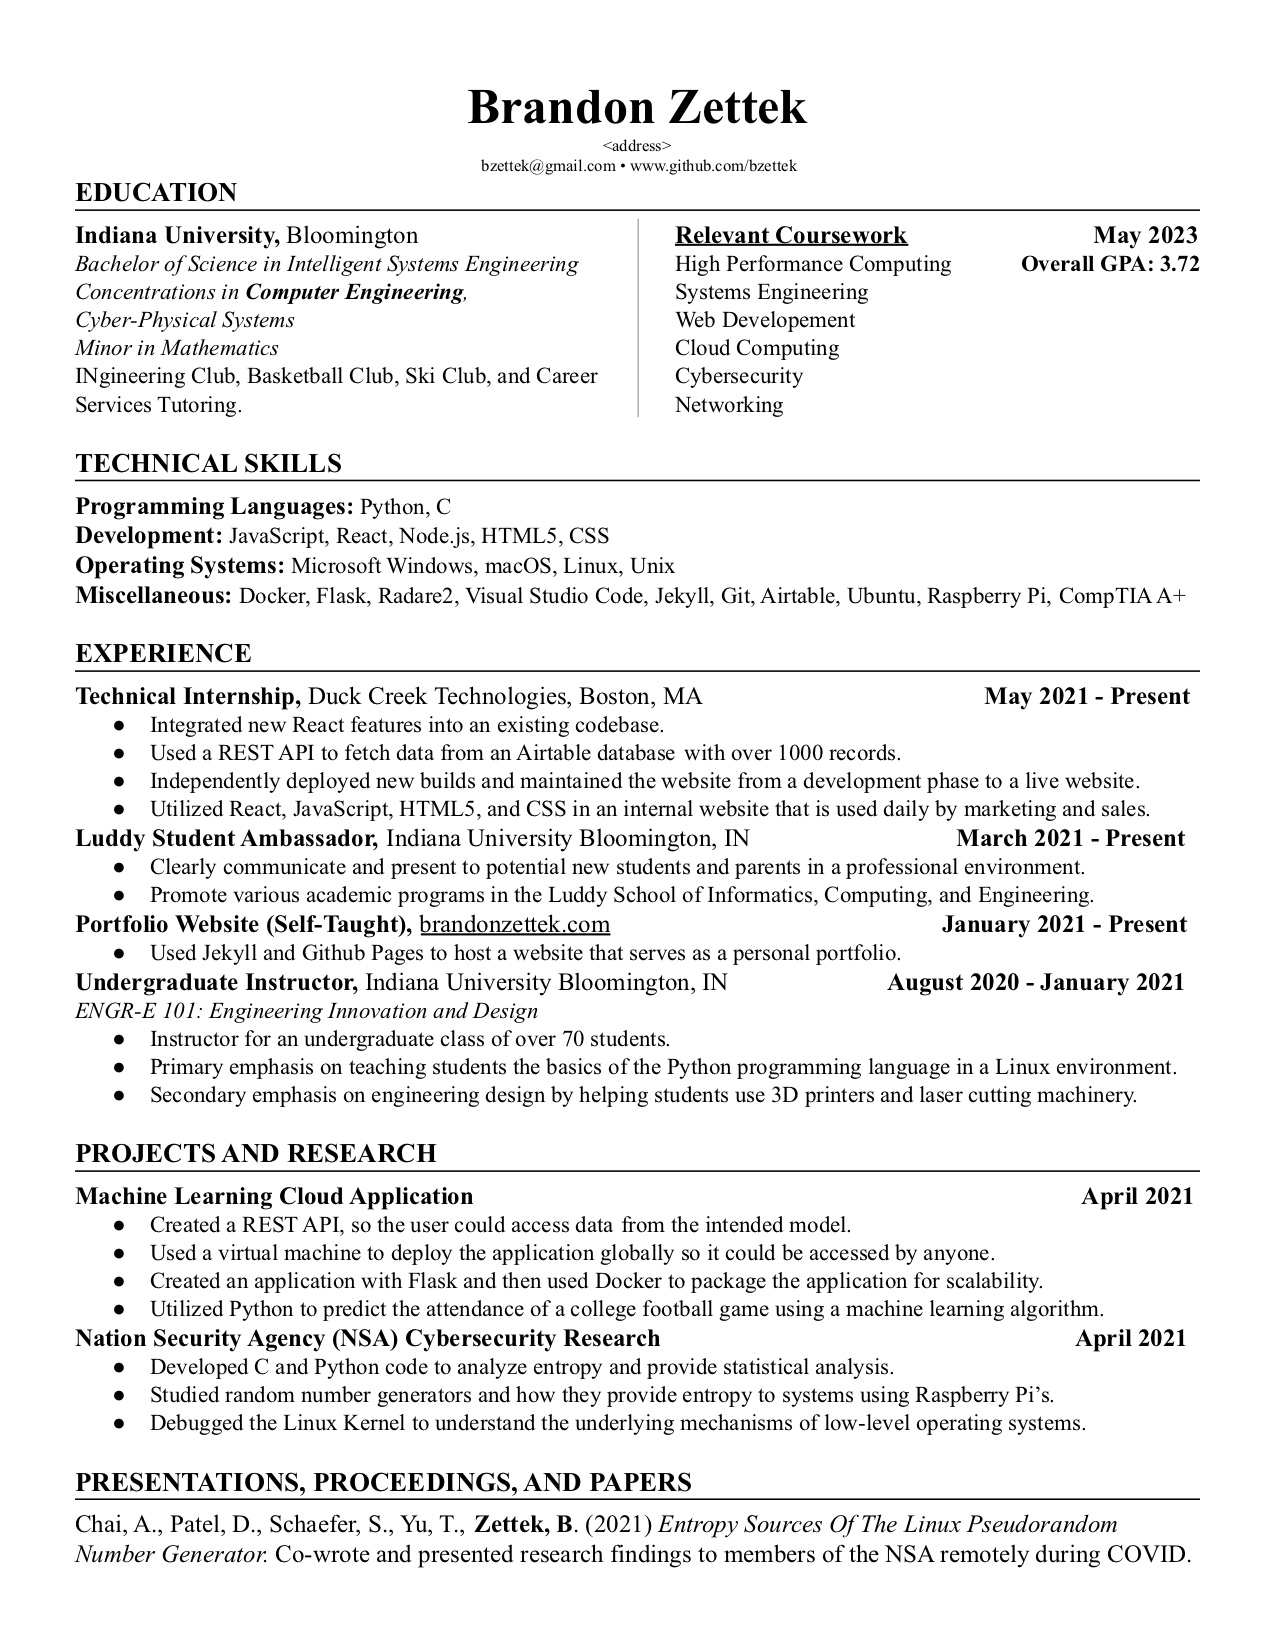 Brandon Zettek
<address>
bzettek@gmail.com • www.github.com/bzettek
EDUCATION
Indiana University, Bloomington
Bachelor of Science in Intelligent Systems Engineering
Concentrations in Computer Engineering,
Cyber-Physical Systems
Minor in Mathematics
INgineering Club, Basketball Club, Ski Club, and Career
Services Tutoring.
Relevant Coursework May 2023
High Performance Computing Overall GPA: 3.72
Systems Engineering
Web Developement
Cloud Computing
Cybersecurity
Networking
TECHNICAL SKILLS
Programming Languages: Python, C
Development: JavaScript, React, Node.js, HTML5, CSS
Operating Systems: Microsoft Windows, macOS, Linux, Unix
Miscellaneous: Docker, Flask, Radare2, Visual Studio Code, Jekyll, Git, Airtable, Ubuntu, Raspberry Pi, CompTIA A+
EXPERIENCE
Technical Internship, Duck Creek Technologies, Boston, MA May 2021 - Present
● Integrated new React features into an existing codebase.
● Used a REST API to fetch data from an Airtable database with over 1000 records.
● Independently deployed new builds and maintained the website from a development phase to a live website.
● Utilized React, JavaScript, HTML5, and CSS in an internal website that is used daily by marketing and sales.
Luddy Student Ambassador, Indiana University Bloomington, IN March 2021 - Present
● Clearly communicate and present to potential new students and parents in a professional environment.
● Promote various academic programs in the Luddy School of Informatics, Computing, and Engineering.
Portfolio Website (Self-Taught), brandonzettek.com January 2021 - Present
● Used Jekyll and Github Pages to host a website that serves as a personal portfolio.
Undergraduate Instructor, Indiana University Bloomington, IN August 2020 - January 2021
ENGR-E 101: Engineering Innovation and Design
● Instructor for an undergraduate class of over 70 students.
● Primary emphasis on teaching students the basics of the Python programming language in a Linux environment.
● Secondary emphasis on engineering design by helping students use 3D printers and laser cutting machinery.
PROJECTS AND RESEARCH
Machine Learning Cloud Application April 2021
● Created a REST API, so the user could access data from the intended model.
● Used a virtual machine to deploy the application globally so it could be accessed by anyone.
● Created an application with Flask and then used Docker to package the application for scalability.
● Utilized Python to predict the attendance of a college football game using a machine learning algorithm.
Nation Security Agency (NSA) Cybersecurity Research April 2021
● Developed C and Python code to analyze entropy and provide statistical analysis.
● Studied random number generators and how they provide entropy to systems using Raspberry Pi’s.
● Debugged the Linux Kernel to understand the underlying mechanisms of low-level operating systems.
PRESENTATIONS, PROCEEDINGS, AND PAPERS
Chai, A., Patel, D., Schaefer, S., Yu, T., Zettek, B. (2021) Entropy Sources Of The Linux Pseudorandom
Number Generator. Co-wrote and presented research findings to members of the NSA remotely during COVID.